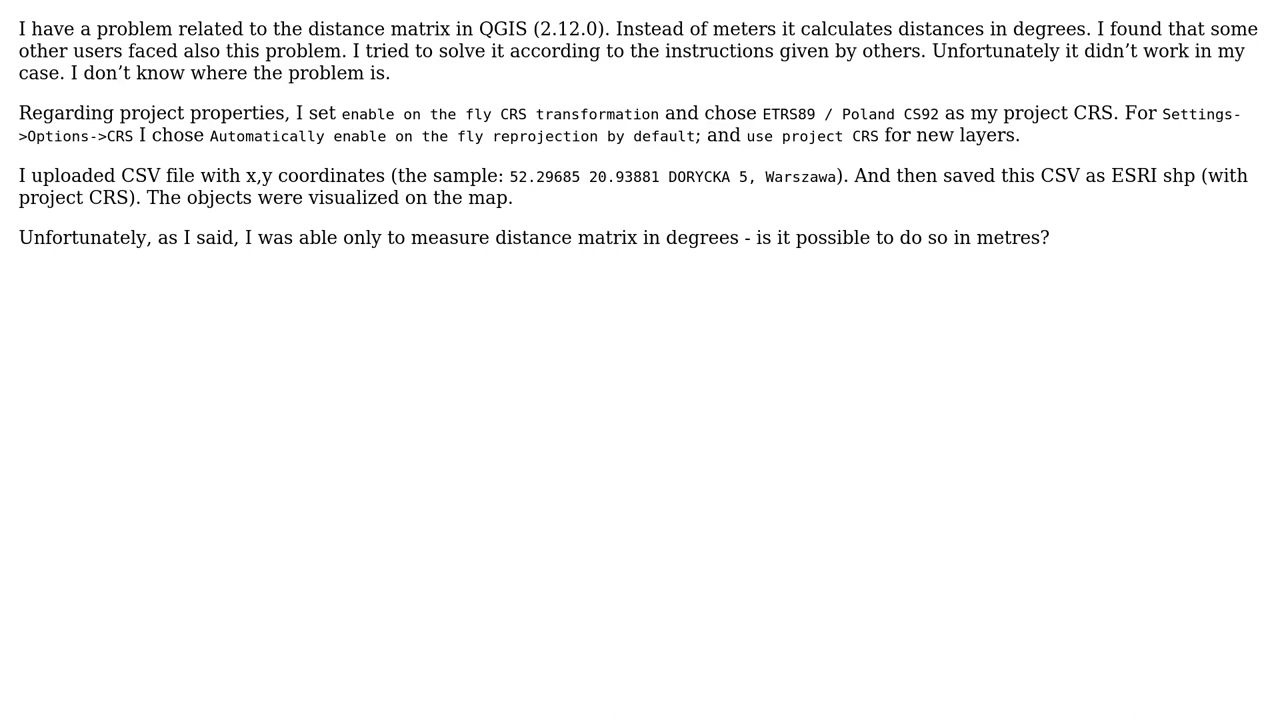 I have a problem related to the distance matrix in QGIS (2.12.0). Instead of meters it calculates distances in degrees. I found that some
other users faced also this problem. I tried to solve it according to the instructions given by others. Unfortunately it didn’t work in my
case. I don’t know where the problem is.
Regarding project properties, I set enable on the fly CRS transformation and chose ETRS89 / Poland CS92 as my project CRS. For Settings-
>Options->CRS I chose Automatically enable on the fly reprojection by default; and use project CRS for new layers.
I uploaded CSV file with x,y coordinates (the sample: 52.29685 20.93881 DORYCKA 5, Warszawa). And then saved this CSV as ESRI shp (with
project CRS). The objects were visualized on the map.
Unfortunately, as I said, I was able only to measure distance matrix in degrees - is it possible to do so in metres?